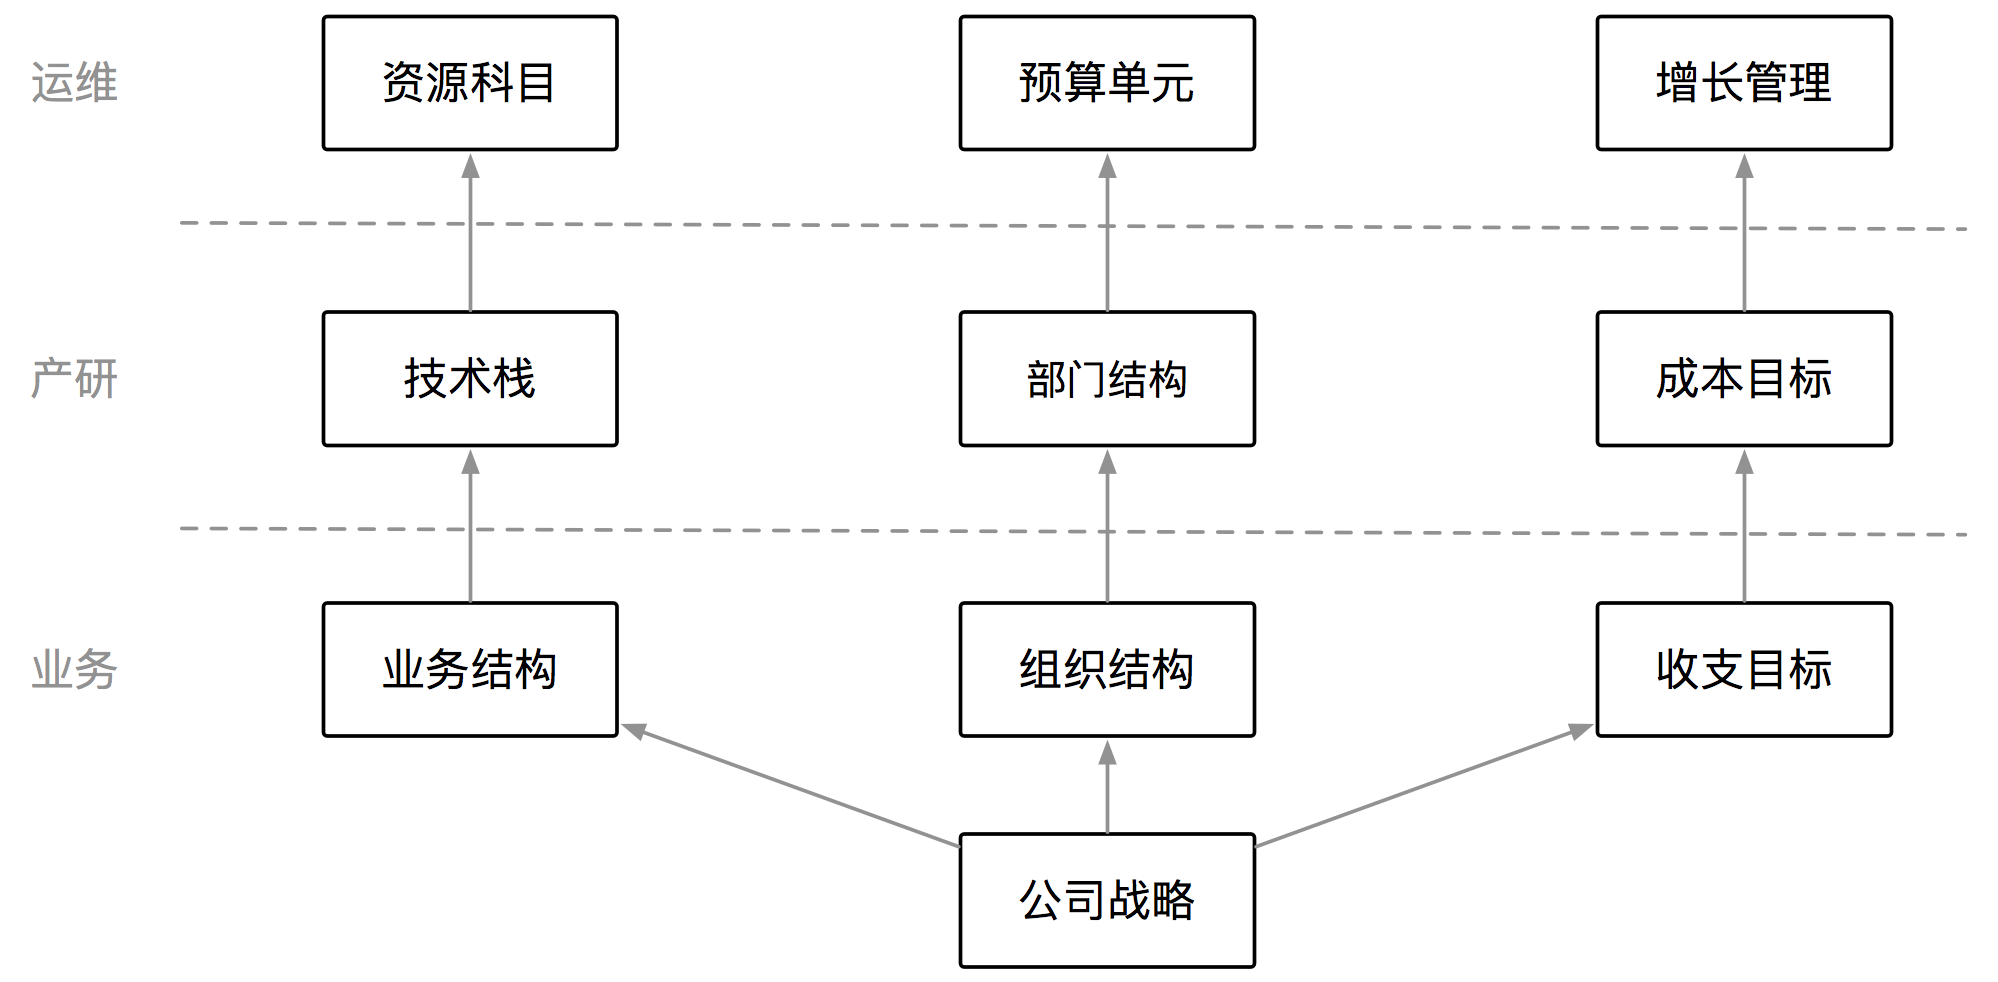 运维
资源科目
预算单元
增长管理
产研
技术栈
部门结构
成本目标
业务
业务结构
组织结构
收支目标
公司战略